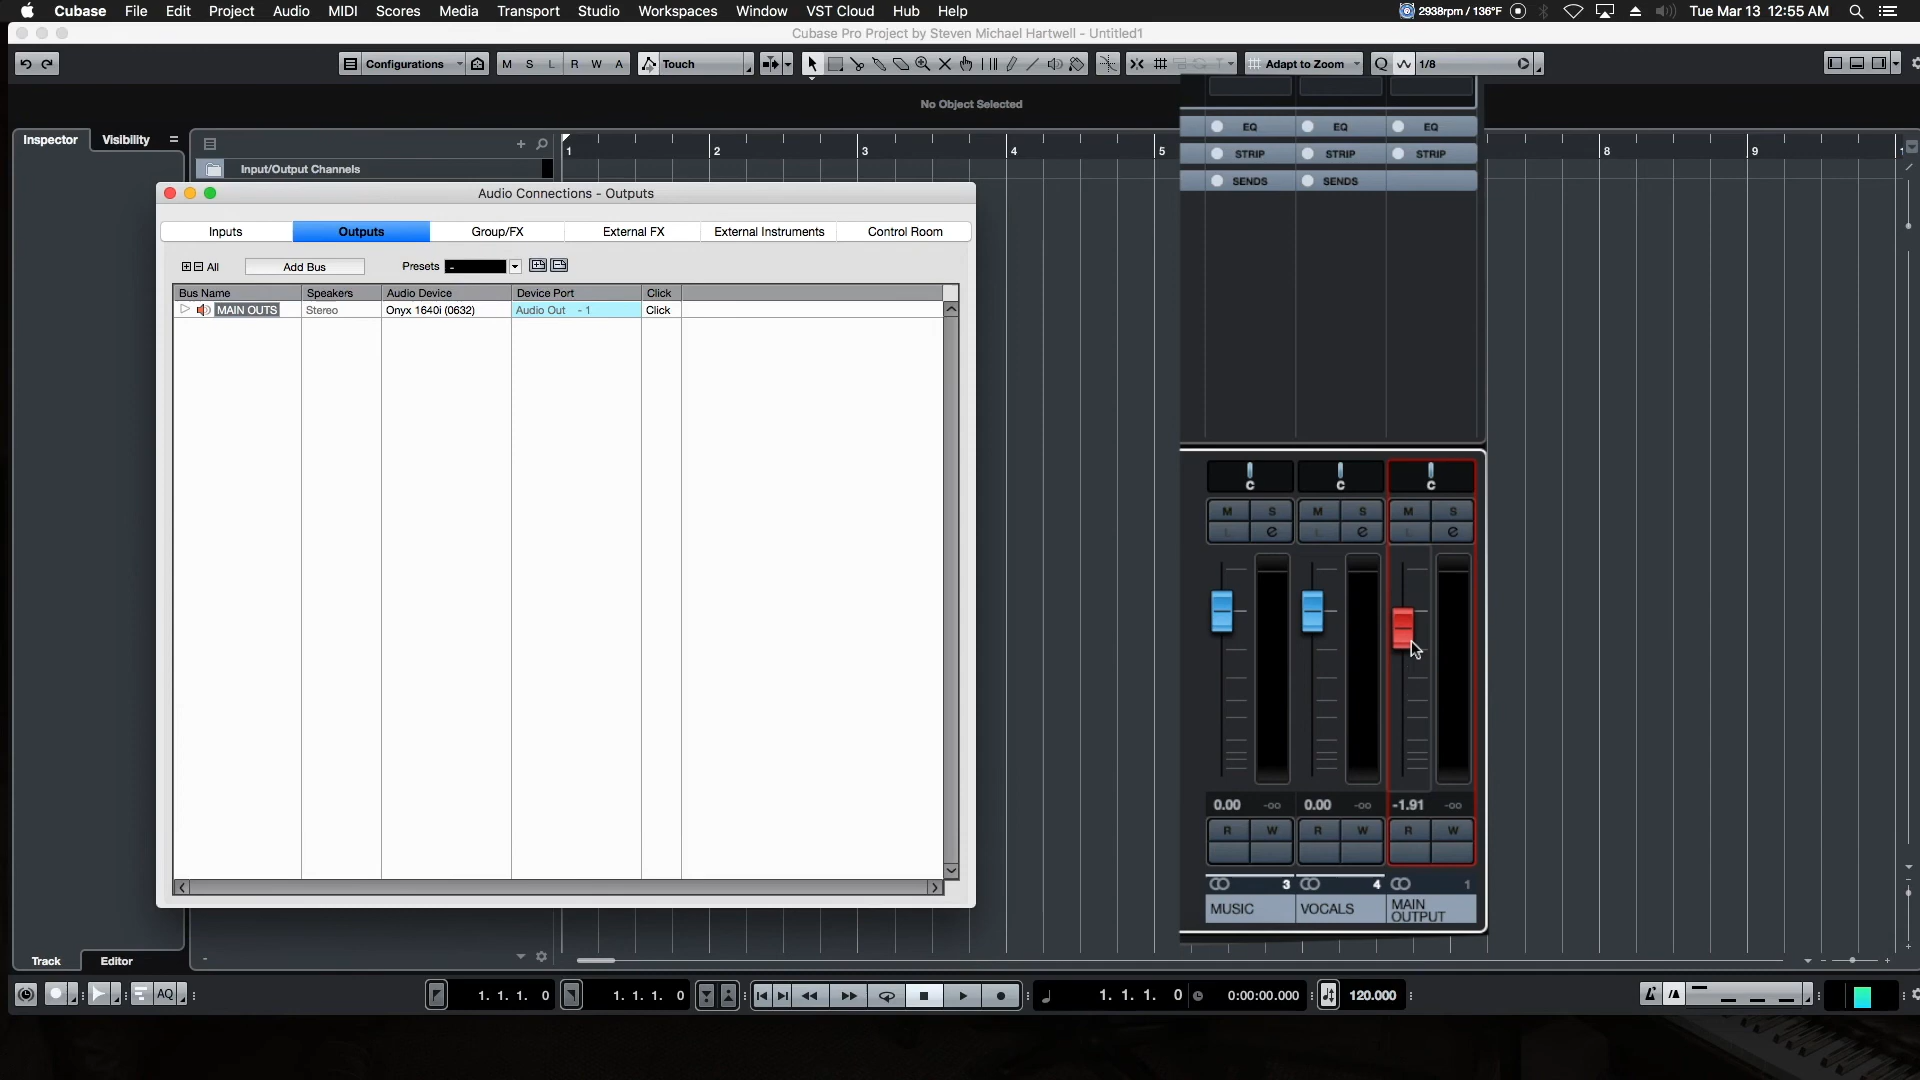 Cubase File Edit Project Audio MIDI Scores Media Transport Studio Workspaces Window VST Cloud Hub Help 2938rpm / 136°F Tue Mar 13 12:55 AM
Cubase Pro Project by Steven Michael Hartwell - Untitled1
Configurations M S L R W A Touch Adapt to Zoom Q 1/8
No Object Selected
Inspector Visibility
1 2 3 4 5 8 9
Input/Output Channels
EQ EQ EQ
STRIP STRIP STRIP
SENDS SENDS
Audio Connections - Outputs
Inputs Outputs Group/FX External FX External Instruments Control Room
All Add Bus Presets -
Bus Name Speakers Audio Device Device Port Click
MAIN OUTS Stereo Onyx 1640i (0632) Audio Out - 1 Click
C C C
M S M S M S
L e L e L e
0.00 -oo 0.00 -oo -1.91 -oo
R W R W R W
3 4 1
MUSIC VOCALS MAIN OUTPUT
Track Editor
AQ 1. 1. 1. 0 1. 1. 1. 0 1. 1. 1. 0 0:00:00.000 120.000